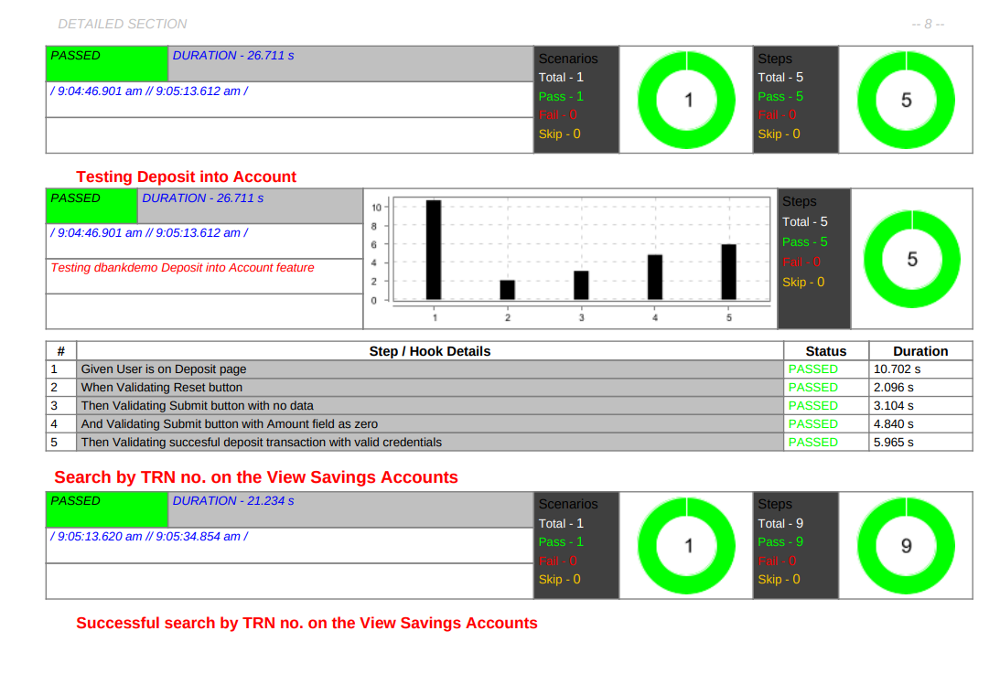 DETAILED SECTION -- 8 --
PASSED DURATION - 26.711 s
/ 9:04:46.901 am // 9:05:13.612 am /
Scenarios
Total - 1
Pass - 1
Fail - 0
Skip - 0
1
Steps
Total - 5
Pass - 5
Fail - 0
Skip - 0
5
Testing Deposit into Account
PASSED DURATION - 26.711 s
/ 9:04:46.901 am // 9:05:13.612 am /
Testing dbankdemo Deposit into Account feature
10
8
6
4
2
0
1 2 3 4 5
Steps
Total - 5
Pass - 5
Fail - 0
Skip - 0
5
# Step / Hook Details Status Duration
1 Given User is on Deposit page PASSED 10.702 s
2 When Validating Reset button PASSED 2.096 s
3 Then Validating Submit button with no data PASSED 3.104 s
4 And Validating Submit button with Amount field as zero PASSED 4.840 s
5 Then Validating succesful deposit transaction with valid credentials PASSED 5.965 s
Search by TRN no. on the View Savings Accounts
PASSED DURATION - 21.234 s
/ 9:05:13.620 am // 9:05:34.854 am /
Scenarios
Total - 1
Pass - 1
Fail - 0
Skip - 0
1
Steps
Total - 9
Pass - 9
Fail - 0
Skip - 0
9
Successful search by TRN no. on the View Savings Accounts